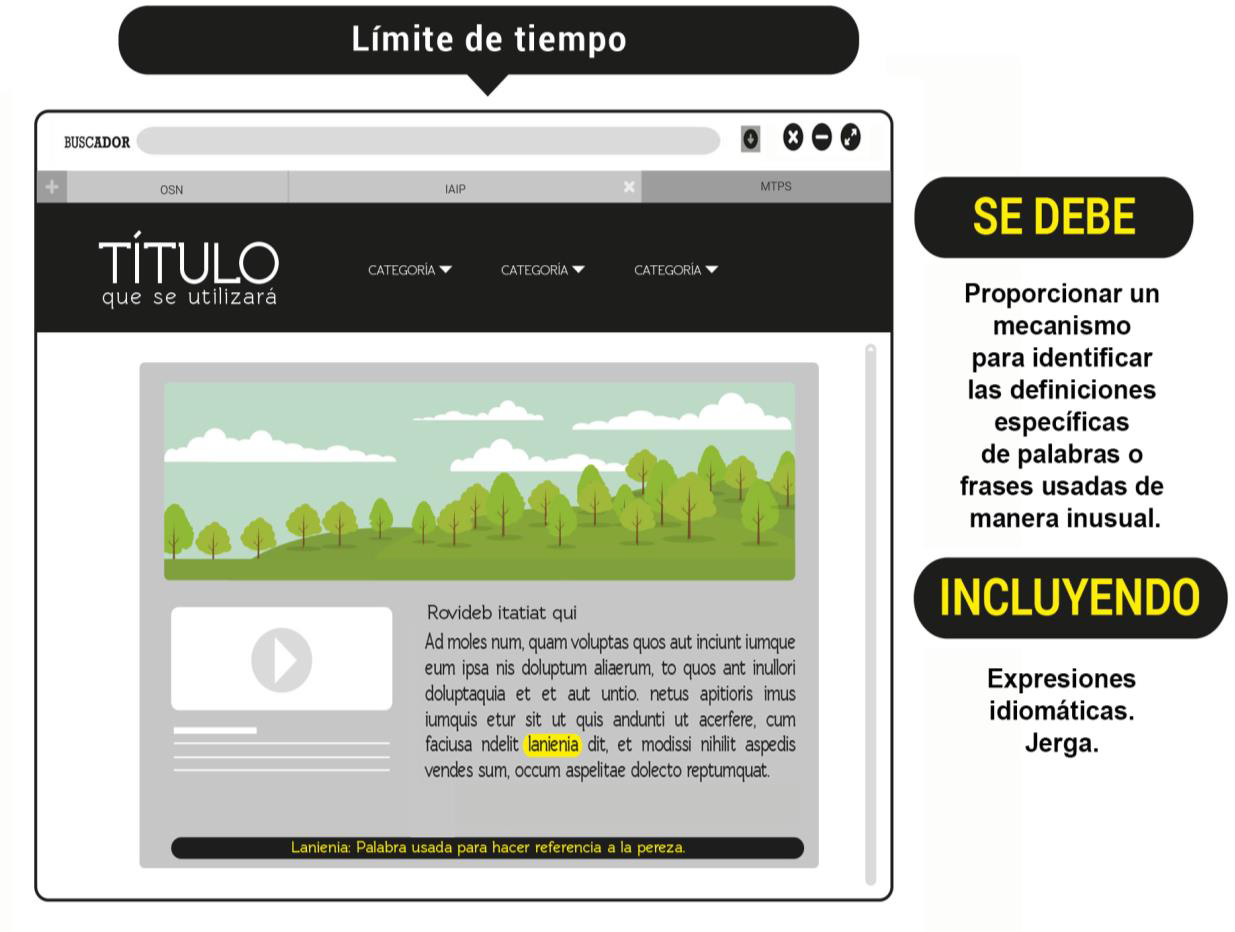 Límite de tiempo
BUSCADOR
OSN
IAIP
MTPS
TÍTULO
que se utilizará
CATEGORÍA
CATEGORÍA
CATEGORÍA
Rovideb itatiat qui
Ad moles num, quam voluptas quos aut inciunt iumque
eum ipsa nis doluptum aliaerum, to quos ant inullori
doluptaquia et et aut untio. netus apitioris imus
iumquis etur sit ut quis andunti ut acerfere, cum
faciusa ndelit lanienia dit, et modissi nihilit aspedis
vendes sum, occum aspelitae dolecto reptumquat.
Lanienia: Palabra usada para hacer referencia a la pereza.
SE DEBE
Proporcionar un
mecanismo
para identificar
las definiciones
específicas
de palabras o
frases usadas de
manera inusual.
INCLUYENDO
Expresiones
idiomáticas.
Jerga.